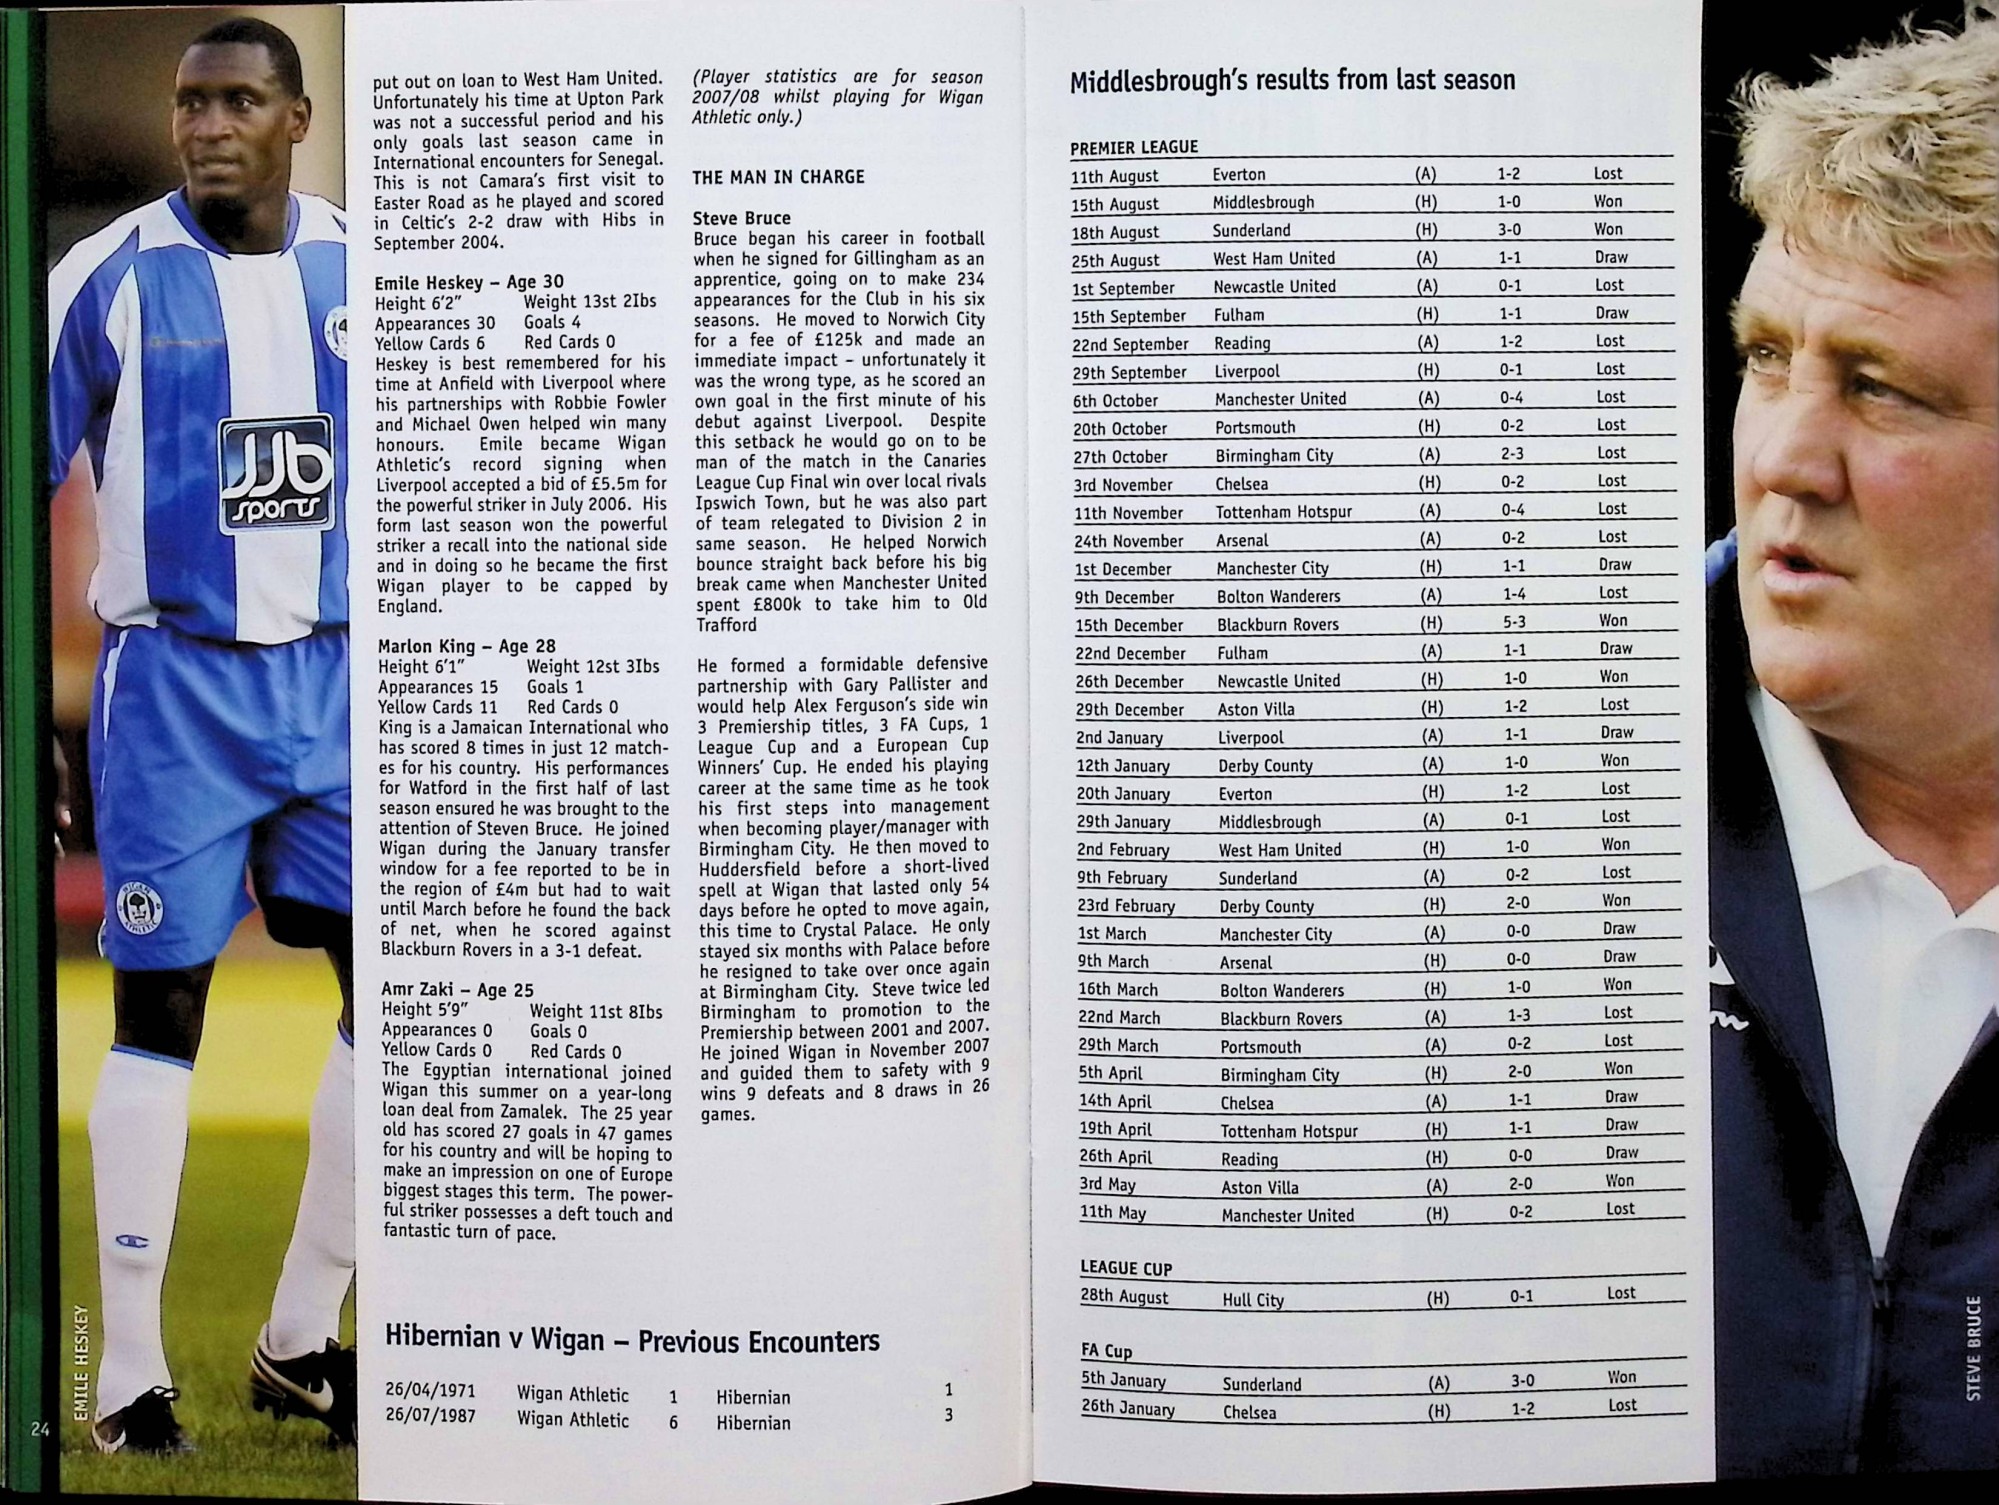 put out on loan to West Ham United.
Unfortunately his time at Upton Park
was not a successful period and his
only goals last season came in
International encounters for Senegal.
This is not Camara's first visit to
Easter Road as he played and scored
in Celtic's 2-2 draw with Hibs in
September 2004.
Emile Heskey – Age 30
Height 6'2" Weight 13st 2Ibs
Appearances 30 Goals 4
Yellow Cards 6 Red Cards 0
Heskey is best remembered for his
time at Anfield with Liverpool where
his partnerships with Robbie Fowler
and Michael Owen helped win many
honours. Emile became Wigan
Athletic's record signing when
Liverpool accepted a bid of £5.5m for
the powerful striker in July 2006. His
form last season won the powerful
striker a recall into the national side
and in doing so he became the first
Wigan player to be capped by
England.
Marlon King – Age 28
Height 6'1" Weight 12st 3Ibs
Appearances 15 Goals 1
Yellow Cards 11 Red Cards 0
King is a Jamaican International who
has scored 8 times in just 12 match-
es for his country. His performances
for Watford in the first half of last
season ensured he was brought to the
attention of Steven Bruce. He joined
Wigan during the January transfer
window for a fee reported to be in
the region of £4m but had to wait
until March before he found the back
of net, when he scored against
Blackburn Rovers in a 3-1 defeat.
Amr Zaki – Age 25
Height 5'9" Weight 11st 8Ibs
Appearances 0 Goals 0
Yellow Cards 0 Red Cards 0
The Egyptian international joined
Wigan this summer on a year-long
loan deal from Zamalek. The 25 year
old has scored 27 goals in 47 games
for his country and will be hoping to
make an impression on one of Europe
biggest stages this term. The power-
ful striker possesses a deft touch and
fantastic turn of pace.
(Player statistics are for season
2007/08 whilst playing for Wigan
Athletic only.)
THE MAN IN CHARGE
Steve Bruce
Bruce began his career in football
when he signed for Gillingham as an
apprentice, going on to make 234
appearances for the Club in his six
seasons. He moved to Norwich City
for a fee of £125k and made an
immediate impact – unfortunately it
was the wrong type, as he scored an
own goal in the first minute of his
debut against Liverpool. Despite
this setback he would go on to be
man of the match in the Canaries
League Cup Final win over local rivals
Ipswich Town, but he was also part
of team relegated to Division 2 in
same season. He helped Norwich
bounce straight back before his big
break came when Manchester United
spent £800k to take him to Old
Trafford
He formed a formidable defensive
partnership with Gary Pallister and
would help Alex Ferguson's side win
3 Premiership titles, 3 FA Cups, 1
League Cup and a European Cup
Winners' Cup. He ended his playing
career at the same time as he took
his first steps into management
when becoming player/manager with
Birmingham City. He then moved to
Huddersfield before a short-lived
spell at Wigan that lasted only 54
days before he opted to move again,
this time to Crystal Palace. He only
stayed six months with Palace before
he resigned to take over once again
at Birmingham City. Steve twice led
Birmingham to promotion to the
Premiership between 2001 and 2007.
He joined Wigan in November 2007
and guided them to safety with 9
wins 9 defeats and 8 draws in 26
games.
Hibernian v Wigan – Previous Encounters
26/04/1971 Wigan Athletic 1 Hibernian 1
26/07/1987 Wigan Athletic 6 Hibernian 3
JJb
sports
WIGAN
ATHLETIC
EMILE HESKEY
24
Middlesbrough's results from last season
PREMIER LEAGUE
11th August Everton (A) 1-2 Lost
15th August Middlesbrough (H) 1-0 Won
18th August Sunderland (H) 3-0 Won
25th August West Ham United (A) 1-1 Draw
1st September Newcastle United (A) 0-1 Lost
15th September Fulham (H) 1-1 Draw
22nd September Reading (A) 1-2 Lost
29th September Liverpool (H) 0-1 Lost
6th October Manchester United (A) 0-4 Lost
20th October Portsmouth (H) 0-2 Lost
27th October Birmingham City (A) 2-3 Lost
3rd November Chelsea (H) 0-2 Lost
11th November Tottenham Hotspur (A) 0-4 Lost
24th November Arsenal (A) 0-2 Lost
1st December Manchester City (H) 1-1 Draw
9th December Bolton Wanderers (A) 1-4 Lost
15th December Blackburn Rovers (H) 5-3 Won
22nd December Fulham (A) 1-1 Draw
26th December Newcastle United (H) 1-0 Won
29th December Aston Villa (H) 1-2 Lost
2nd January Liverpool (A) 1-1 Draw
12th January Derby County (A) 1-0 Won
20th January Everton (H) 1-2 Lost
29th January Middlesbrough (A) 0-1 Lost
2nd February West Ham United (H) 1-0 Won
9th February Sunderland (A) 0-2 Lost
23rd February Derby County (H) 2-0 Won
1st March Manchester City (A) 0-0 Draw
9th March Arsenal (H) 0-0 Draw
16th March Bolton Wanderers (H) 1-0 Won
22nd March Blackburn Rovers (A) 1-3 Lost
29th March Portsmouth (A) 0-2 Lost
5th April Birmingham City (H) 2-0 Won
14th April Chelsea (A) 1-1 Draw
19th April Tottenham Hotspur (H) 1-1 Draw
26th April Reading (H) 0-0 Draw
3rd May Aston Villa (A) 2-0 Won
11th May Manchester United (H) 0-2 Lost
LEAGUE CUP
28th August Hull City (H) 0-1 Lost
FA Cup
5th January Sunderland (A) 3-0 Won
26th January Chelsea (H) 1-2 Lost
STEVE BRUCE